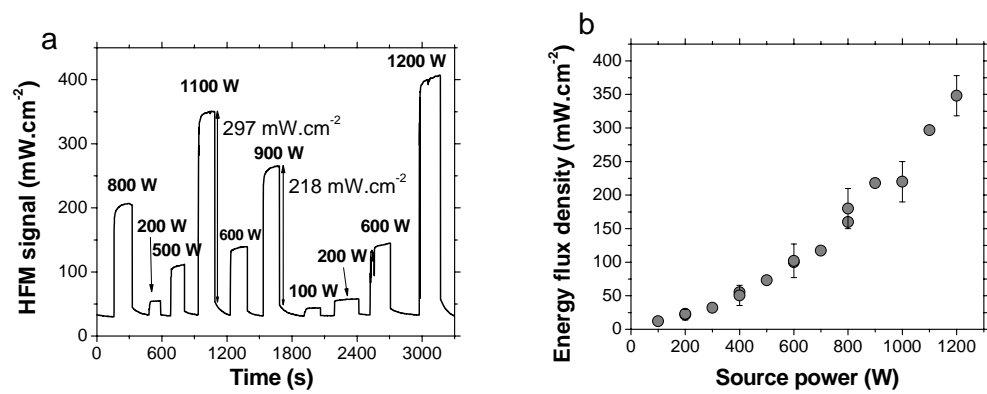 a
HFM signal (mW.cm-2)
400
300
200
100
0
0 600 1200 1800 2400 3000
Time (s)
800 W
200 W
500 W
1100 W
297 mW.cm-2
600 W
900 W
218 mW.cm-2
100 W
200 W
600 W
1200 W
b
Energy flux density (mW.cm-2)
400
350
300
250
200
150
100
50
0
0 200 400 600 800 1000 1200
Source power (W)